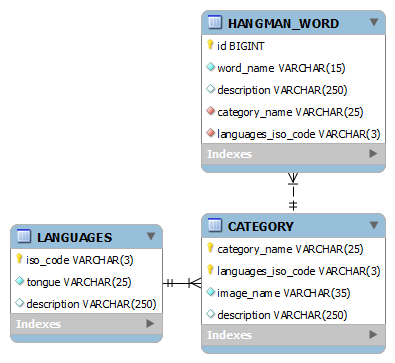 HANGMAN_WORD
id BIGINT
word_name VARCHAR(15)
description VARCHAR(250)
category_name VARCHAR(25)
languages_iso_code VARCHAR(3)
Indexes
LANGUAGES
iso_code VARCHAR(3)
tongue VARCHAR(25)
description VARCHAR(250)
Indexes
CATEGORY
category_name VARCHAR(25)
languages_iso_code VARCHAR(3)
image_name VARCHAR(35)
description VARCHAR(250)
Indexes